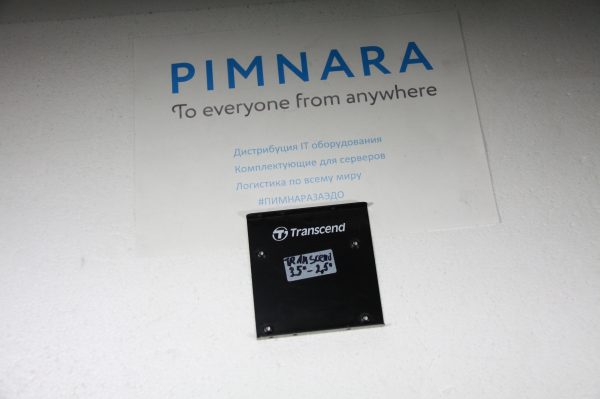 PIMNARA
To everyone from anywhere
Дистрибуция IT оборудования
Комплектующие для серверов
Логистика по всему миру
#ПИМНАРАЗАЭДО
Transcend
TRANSCEND
3.5" - 2,5"